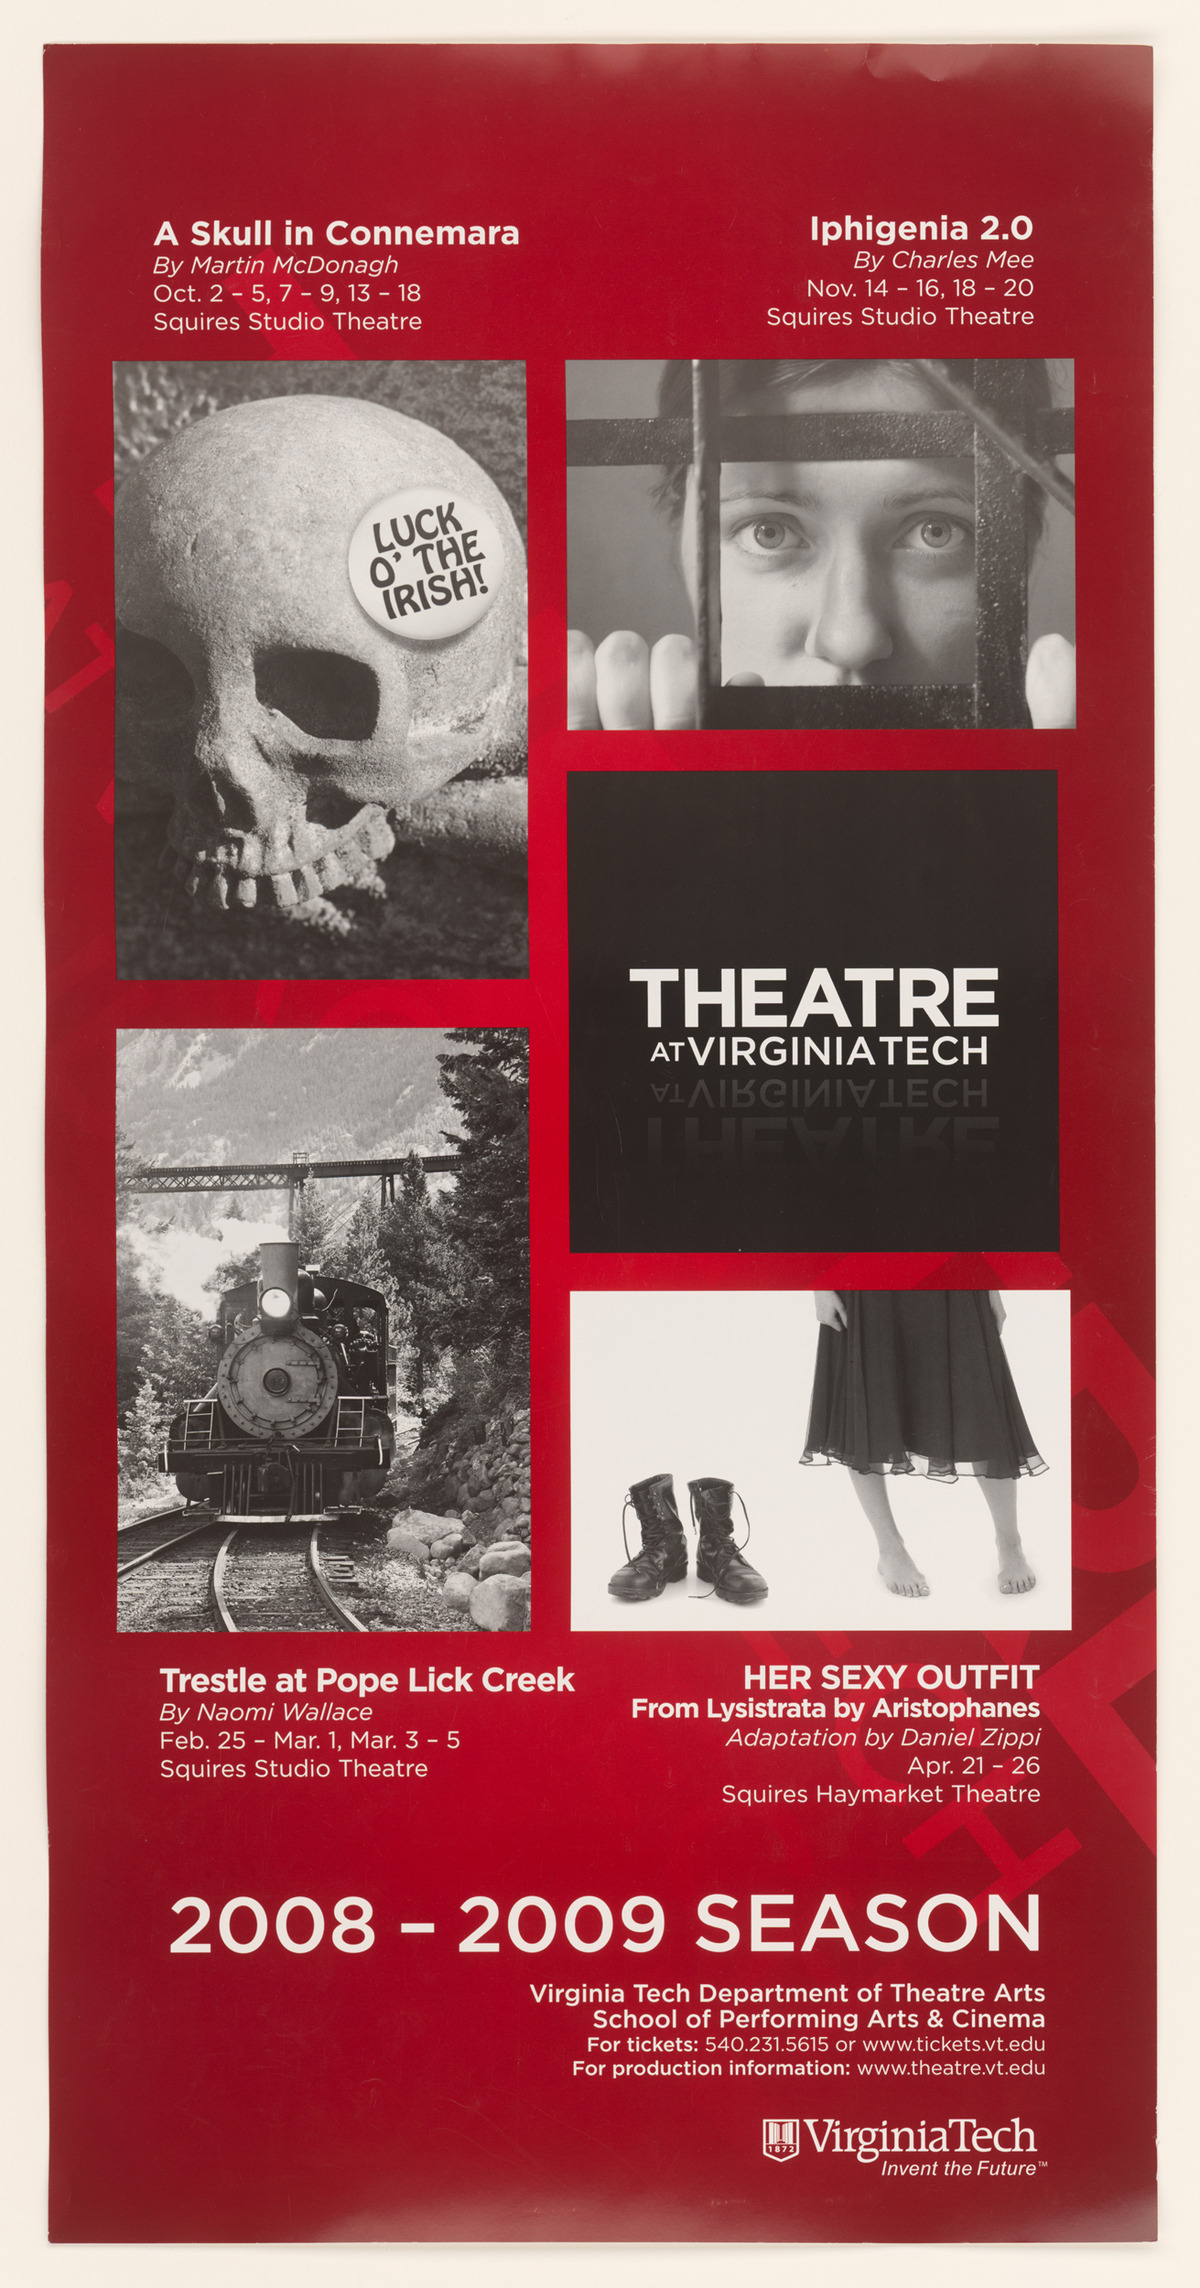 A Skull in Connemara
By Martin McDonagh
Oct. 2 – 5, 7 – 9, 13 – 18
Squires Studio Theatre
Iphigenia 2.0
By Charles Mee
Nov. 14 – 16, 18 – 20
Squires Studio Theatre
LUCK
O' THE
IRISH!
THEATRE
AT VIRGINIA TECH
Trestle at Pope Lick Creek
By Naomi Wallace
Feb. 25 – Mar. 1, Mar. 3 – 5
Squires Studio Theatre
HER SEXY OUTFIT
From Lysistrata by Aristophanes
Adaptation by Daniel Zippi
Apr. 21 – 26
Squires Haymarket Theatre
2008 – 2009 SEASON
Virginia Tech Department of Theatre Arts
School of Performing Arts & Cinema
For tickets: 540.231.5615 or www.tickets.vt.edu
For production information: www.theatre.vt.edu
1872
VirginiaTech
Invent the Future™